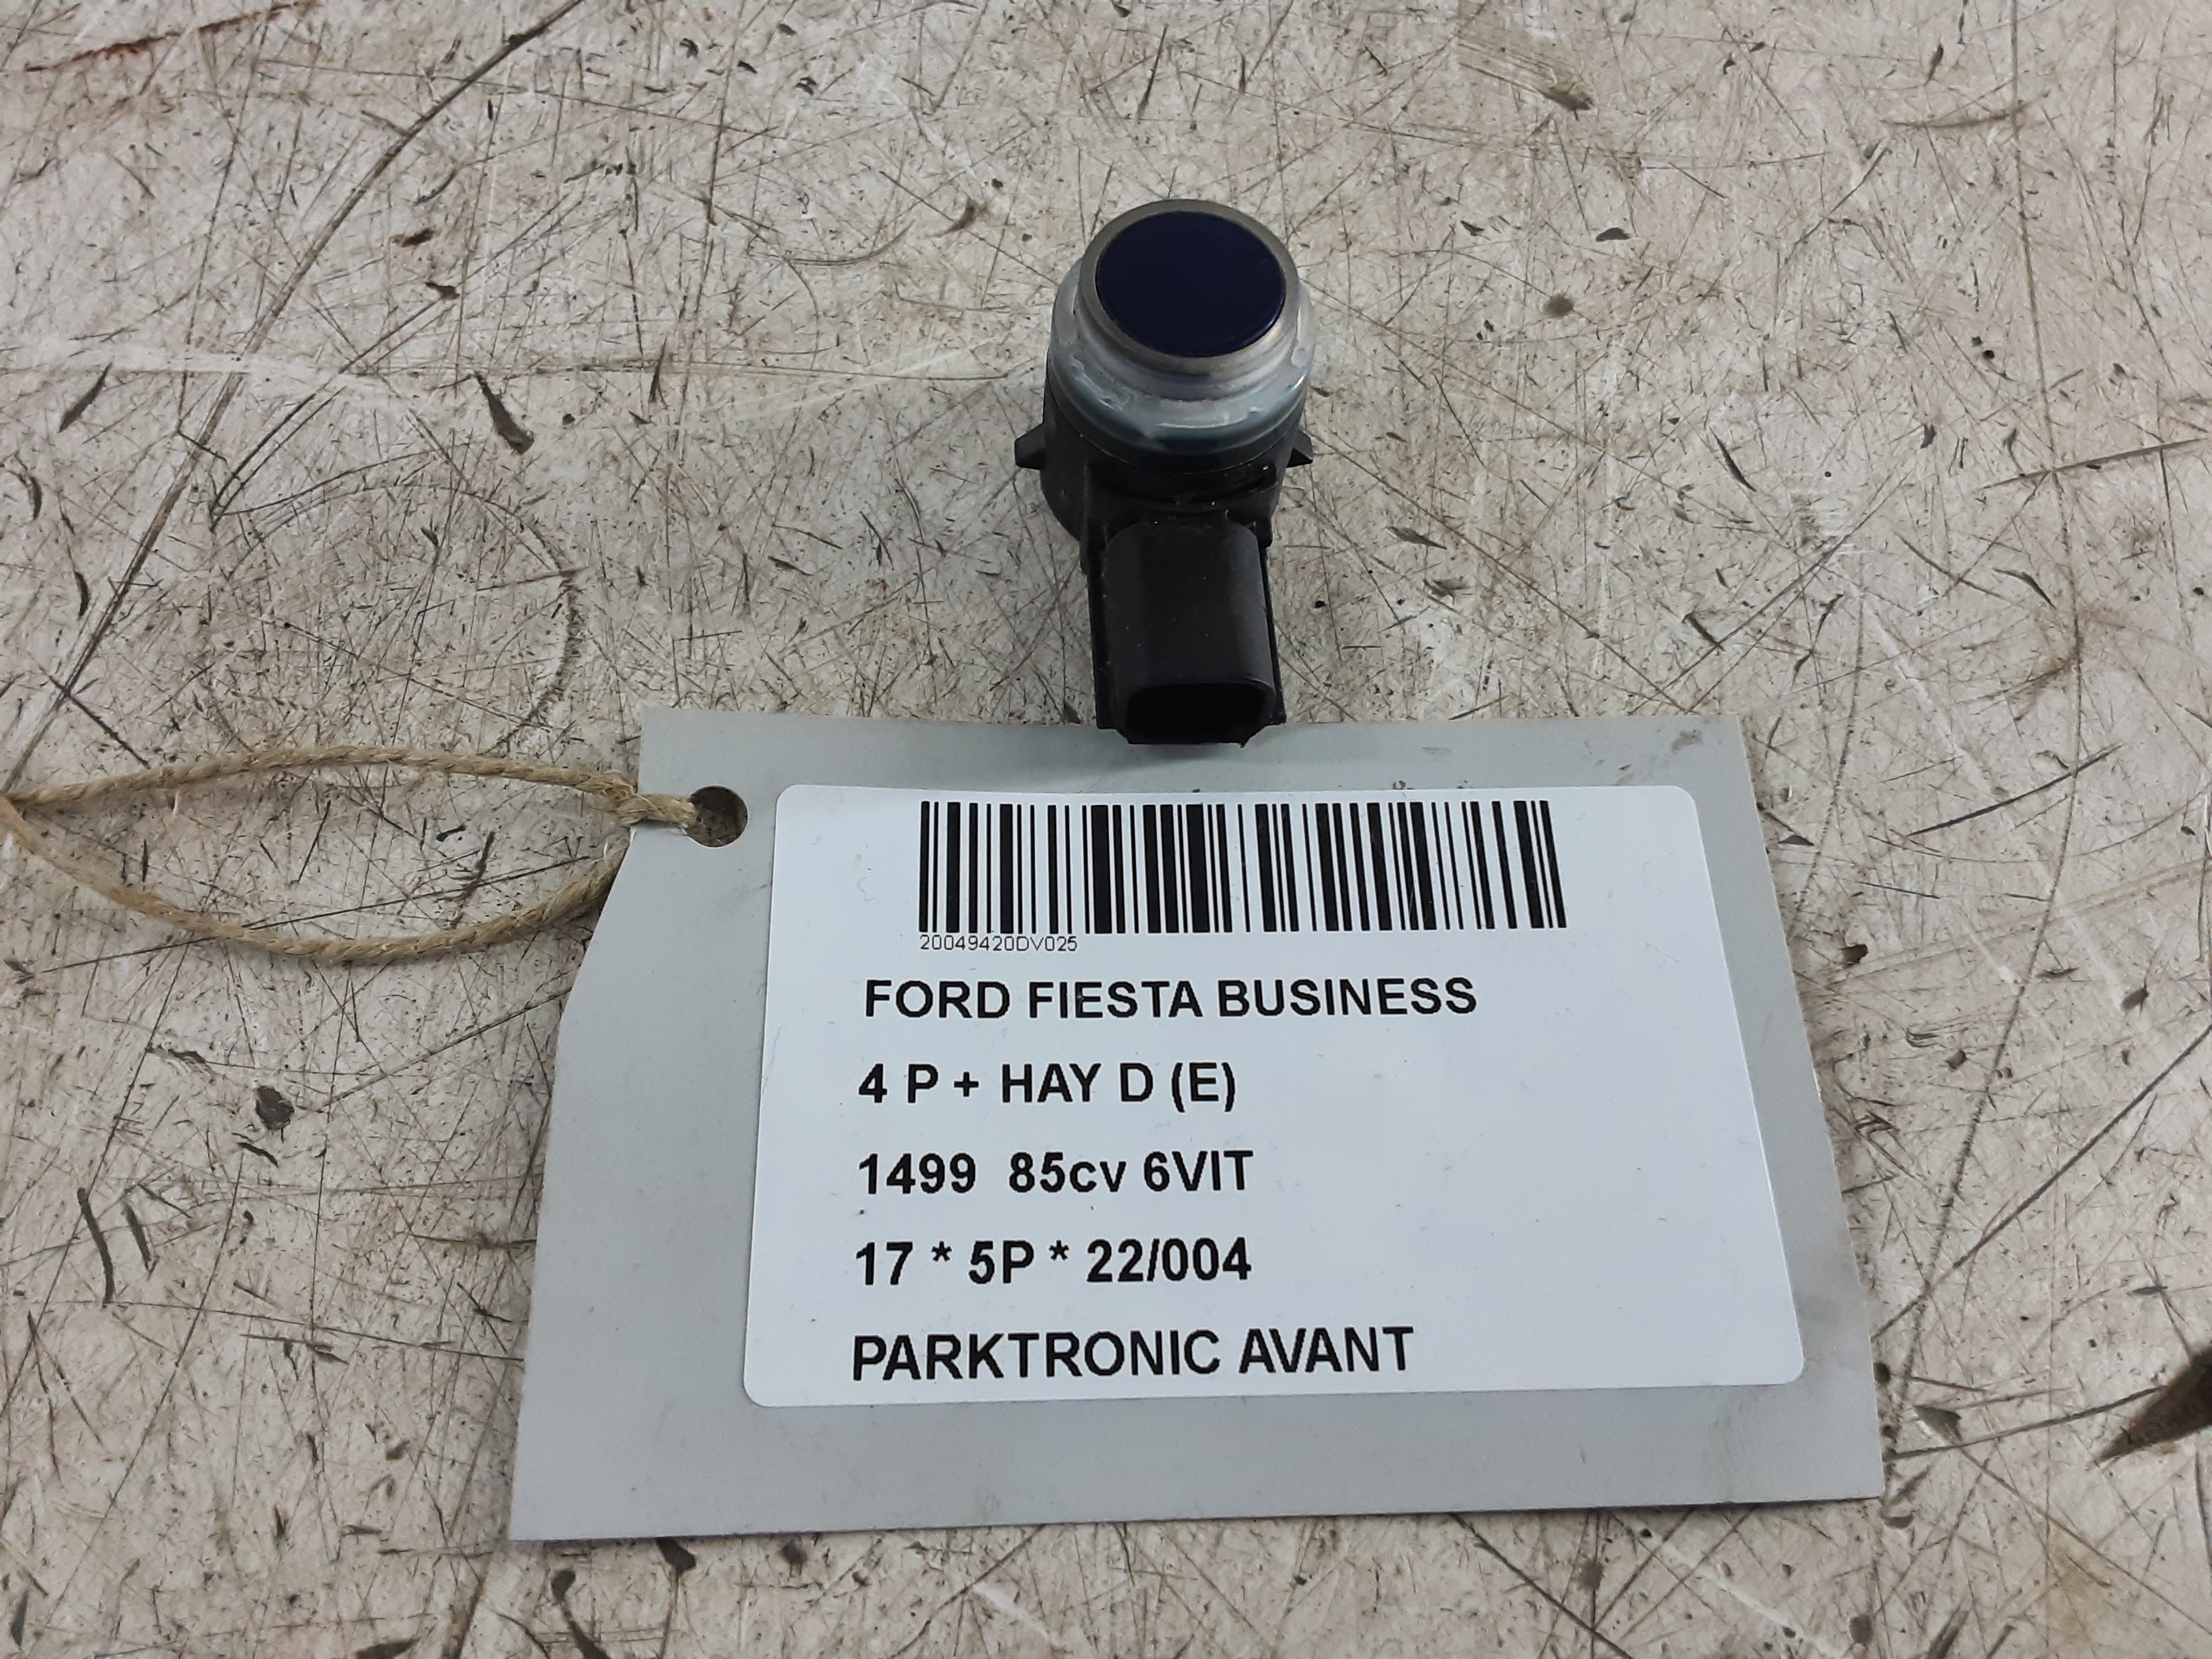 20049420DV025
FORD FIESTA BUSINESS
4 P + HAY D (E)
1499  85cv 6VIT
17 * 5P * 22/004
PARKTRONIC AVANT